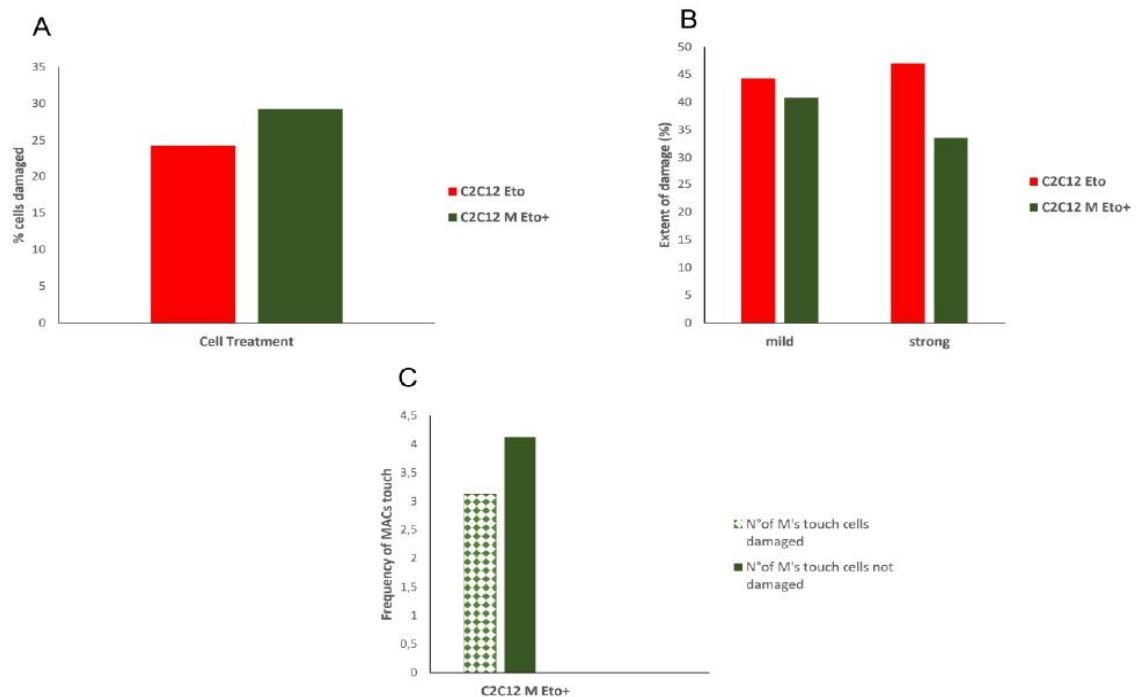 A
35
30
25
20
15
10
5
0
% cells damaged
Cell Treatment
C2C12 Eto
C2C12 M Eto+
B
50
45
40
35
30
25
20
15
10
5
0
Extent of damage (%)
mild
strong
C2C12 Eto
C2C12 M Eto+
C
4,5
4
3,5
3
2,5
2
1,5
1
0,5
0
Frequency of MACs touch
C2C12 M Eto+
N°of M's touch cells
damaged
N°of M's touch cells not
damaged